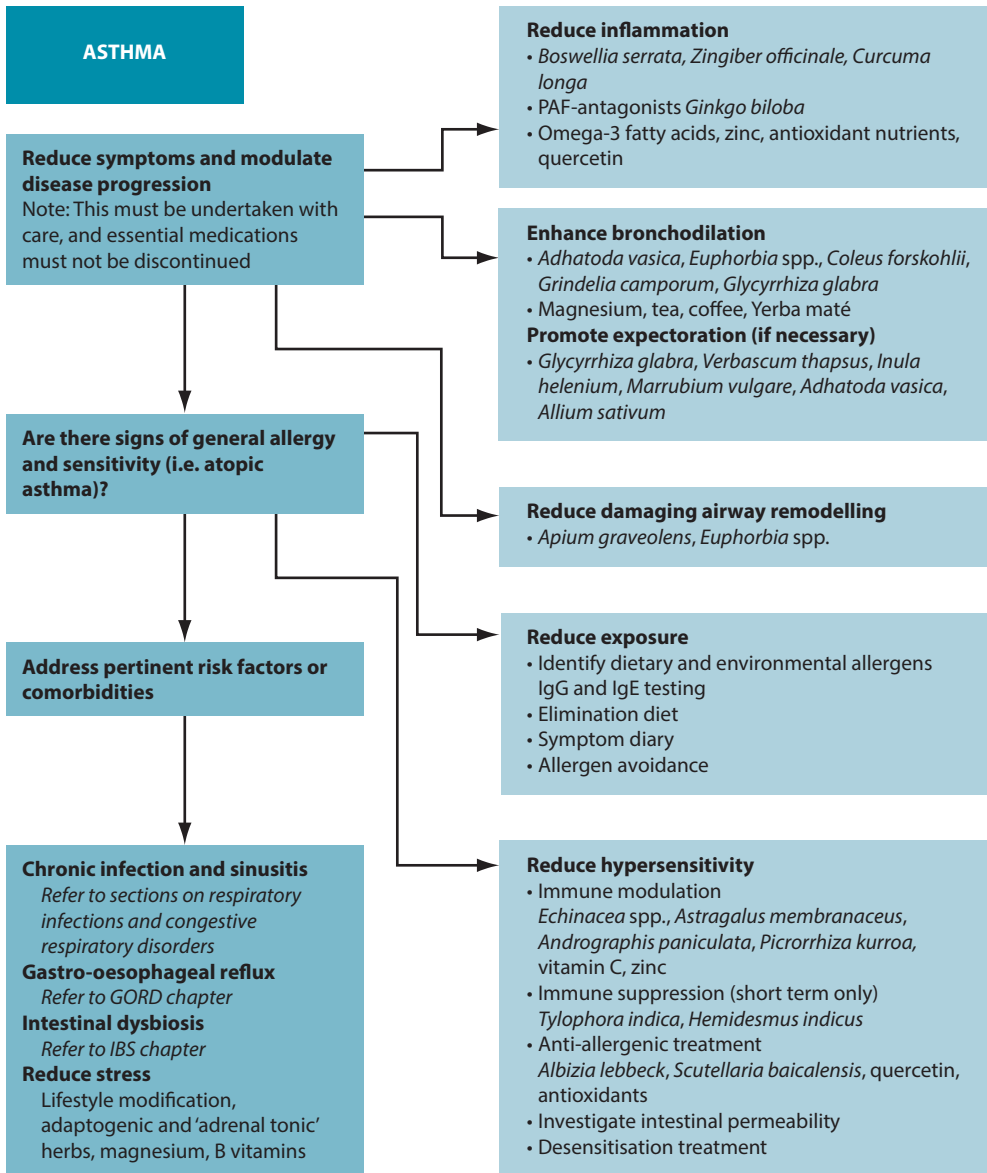 ASTHMA
Reduce symptoms and modulate
disease progression
Note: This must be undertaken with
care, and essential medications
must not be discontinued
Are there signs of general allergy
and sensitivity (i.e. atopic
asthma)?
Address pertinent risk factors or
comorbidities
Chronic infection and sinusitis
Refer to sections on respiratory
infections and congestive
respiratory disorders
Gastro-oesophageal reflux
Refer to GORD chapter
Intestinal dysbiosis
Refer to IBS chapter
Reduce stress
Lifestyle modification,
adaptogenic and ‘adrenal tonic’
herbs, magnesium, B vitamins
Reduce inflammation
• Boswellia serrata, Zingiber officinale, Curcuma
longa
• PAF-antagonists Ginkgo biloba
• Omega-3 fatty acids, zinc, antioxidant nutrients,
quercetin
Enhance bronchodilation
• Adhatoda vasica, Euphorbia spp., Coleus forskohlii,
Grindelia camporum, Glycyrrhiza glabra
• Magnesium, tea, coffee, Yerba maté
Promote expectoration (if necessary)
• Glycyrrhiza glabra, Verbascum thapsus, Inula
helenium, Marrubium vulgare, Adhatoda vasica,
Allium sativum
Reduce damaging airway remodelling
• Apium graveolens, Euphorbia spp.
Reduce exposure
• Identify dietary and environmental allergens
IgG and IgE testing
• Elimination diet
• Symptom diary
• Allergen avoidance
Reduce hypersensitivity
• Immune modulation
Echinacea spp., Astragalus membranaceus,
Andrographis paniculata, Picrorrhiza kurroa,
vitamin C, zinc
• Immune suppression (short term only)
Tylophora indica, Hemidesmus indicus
• Anti-allergenic treatment
Albizia lebbeck, Scutellaria baicalensis, quercetin,
antioxidants
• Investigate intestinal permeability
• Desensitisation treatment